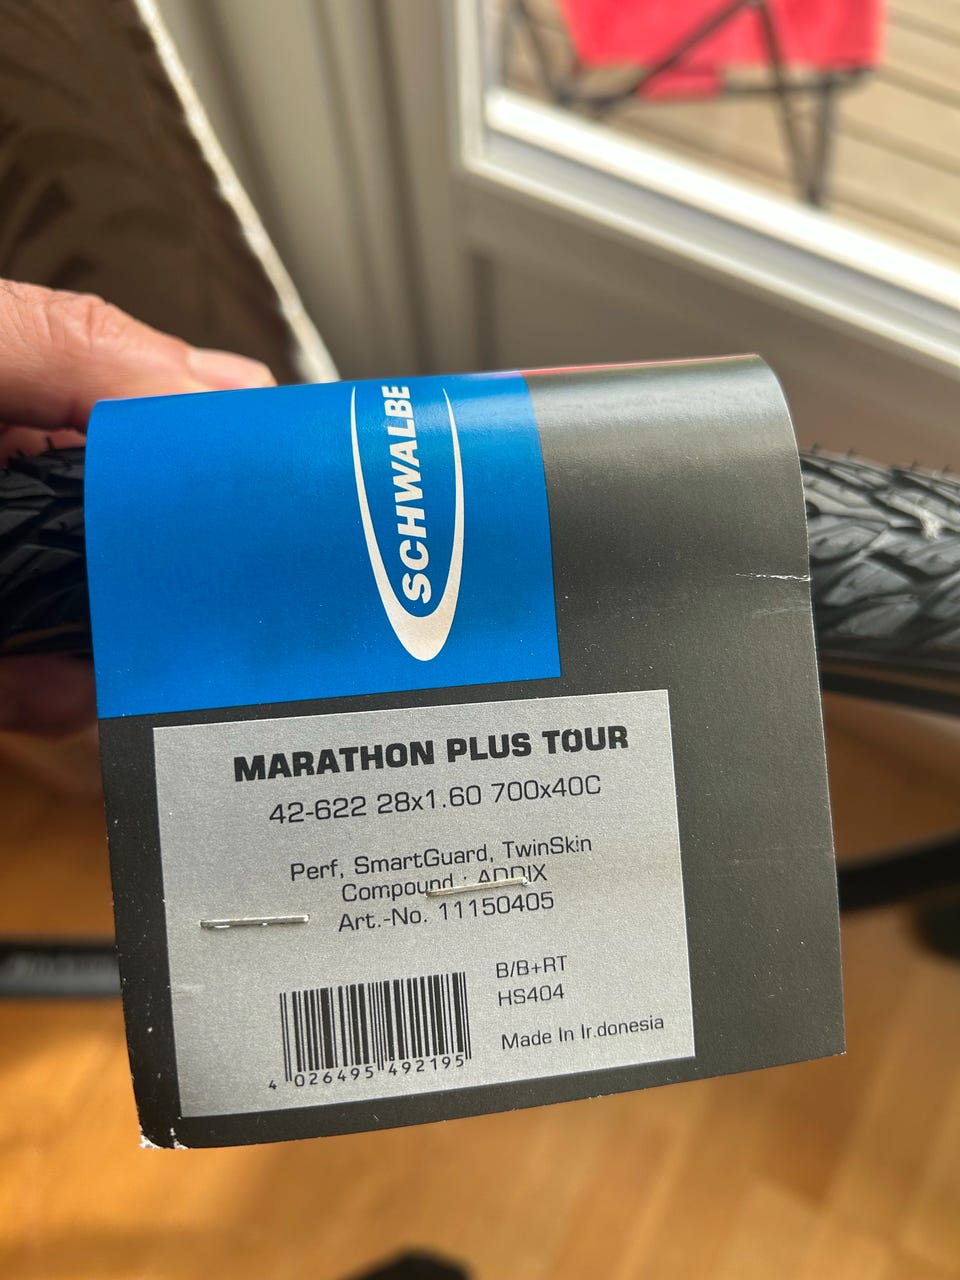 SCHWALBE
MARATHON PLUS TOUR
42-622 28x1.60 700x40C
Perf, SmartGuard, TwinSkin
Compound : ADDIX
Art.-No. 11150405
B/B+RT
HS404
Made In Indonesia
4 026495 492195